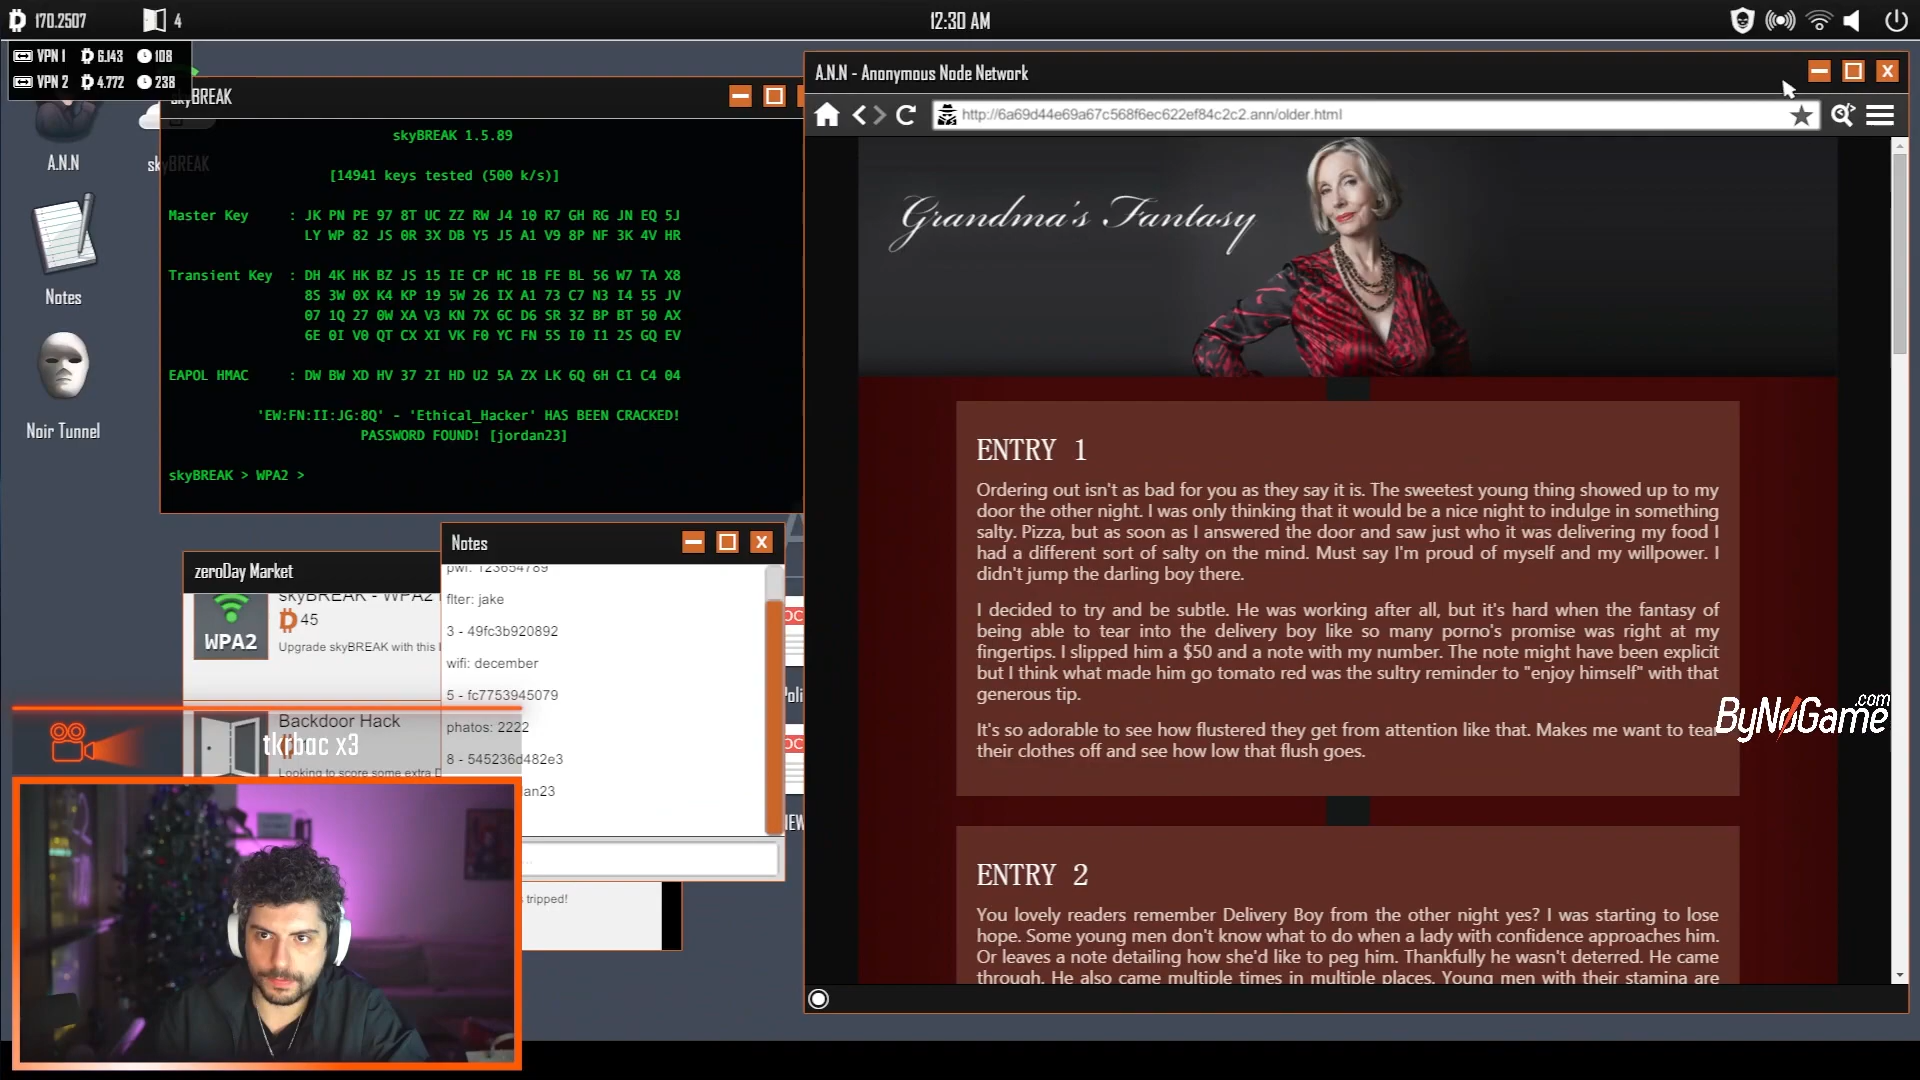 170.2507
4
12:30 AM
VPN 1 6.143 108
VPN 2 4.772 238
A.N.N
skyBREAK
Notes
Noir Tunnel
skyBREAK
skyBREAK 1.5.89
[14941 keys tested (500 k/s)]
Master Key : JK PN PE 97 8T UC ZZ RW J4 10 R7 GH RG JN EQ 5J
LY WP 82 JS 0R 3X DB Y5 J5 A1 V9 8P NF 3K 4V HR
Transient Key : DH 4K HK BZ JS 15 IE CP HC 1B FE BL 56 W7 TA X8
8S 3W 0X K4 KP 19 5W 26 IX A1 73 C7 N3 I4 55 JV
07 1Q 27 0W XA V3 KN 7X 6C D6 SR 3Z BP BT 50 AX
6E 0I V0 QT CX XI VK F0 YC FN 5S I0 I1 2S GQ EV
EAPOL HMAC : DW BW XD HV 37 2I HD U2 5A ZX LK 6Q 6H C1 C4 04
'EW:FN:II:JG:8Q' - 'Ethical_Hacker' HAS BEEN CRACKED!
PASSWORD FOUND! [jordan23]
skyBREAK > WPA2 >
zeroDay Market
skyBREAK - WPA2
45
WPA2
Upgrade skyBREAK with this
Backdoor Hack
Looking to score some extra
tkrbac x3
tripped!
Notes
pwf: 123654789
flter: jake
3 - 49fc3b920892
wifi: december
5 - fc7753945079
phatos: 2222
8 - 545236d482e3
an23
A.N.N - Anonymous Node Network
http://6a69d44e69a67c568f6ec622ef84c2c2.ann/older.html
Grandma's Fantasy
ENTRY 1
Ordering out isn't as bad for you as they say it is. The sweetest young thing showed up to my
door the other night. I was only thinking that it would be a nice night to indulge in something
salty. Pizza, but as soon as I answered the door and saw just who it was delivering my food I
had a different sort of salty on the mind. Must say I'm proud of myself and my willpower. I
didn't jump the darling boy there.
I decided to try and be subtle. He was working after all, but it's hard when the fantasy of
being able to tear into the delivery boy like so many porno's promise was right at my
fingertips. I slipped him a $50 and a note with my number. The note might have been explicit
but I think what made him go tomato red was the sultry reminder to "enjoy himself" with that
generous tip.
It's so adorable to see how flustered they get from attention like that. Makes me want to tear
their clothes off and see how low that flush goes.
ByNoGame.com
ENTRY 2
You lovely readers remember Delivery Boy from the other night yes? I was starting to lose
hope. Some young men don't know what to do when a lady with confidence approaches him.
Or leaves a note detailing how she'd like to peg him. Thankfully he wasn't deterred. He came
through. He also came multiple times in multiple places. Young men with their stamina are